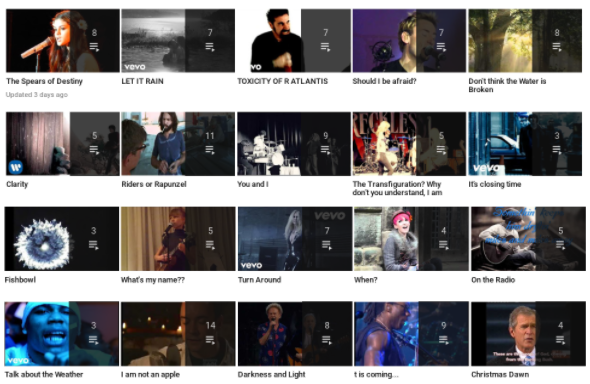 8
7
7
7
8
vevo
vevo
The Spears of Destiny
LET IT RAIN
TOXICITY OF R ATLANTIS
Should I be afraid?
Don't think the Water is
Broken
Updated 3 days ago
5
11
9
5
3
vevo
Clarity
Riders or Rapunzel
You and I
The Transfiguration? Why
don't you understand, I am
It's closing time
3
5
7
4
5
vevo
vevo
Fishbowl
What's my name??
Turn Around
When?
On the Radio
3
14
8
9
4
vevo
Talk about the Weather
I am not an apple
Darkness and Light
t is coming...
Christmas Dawn